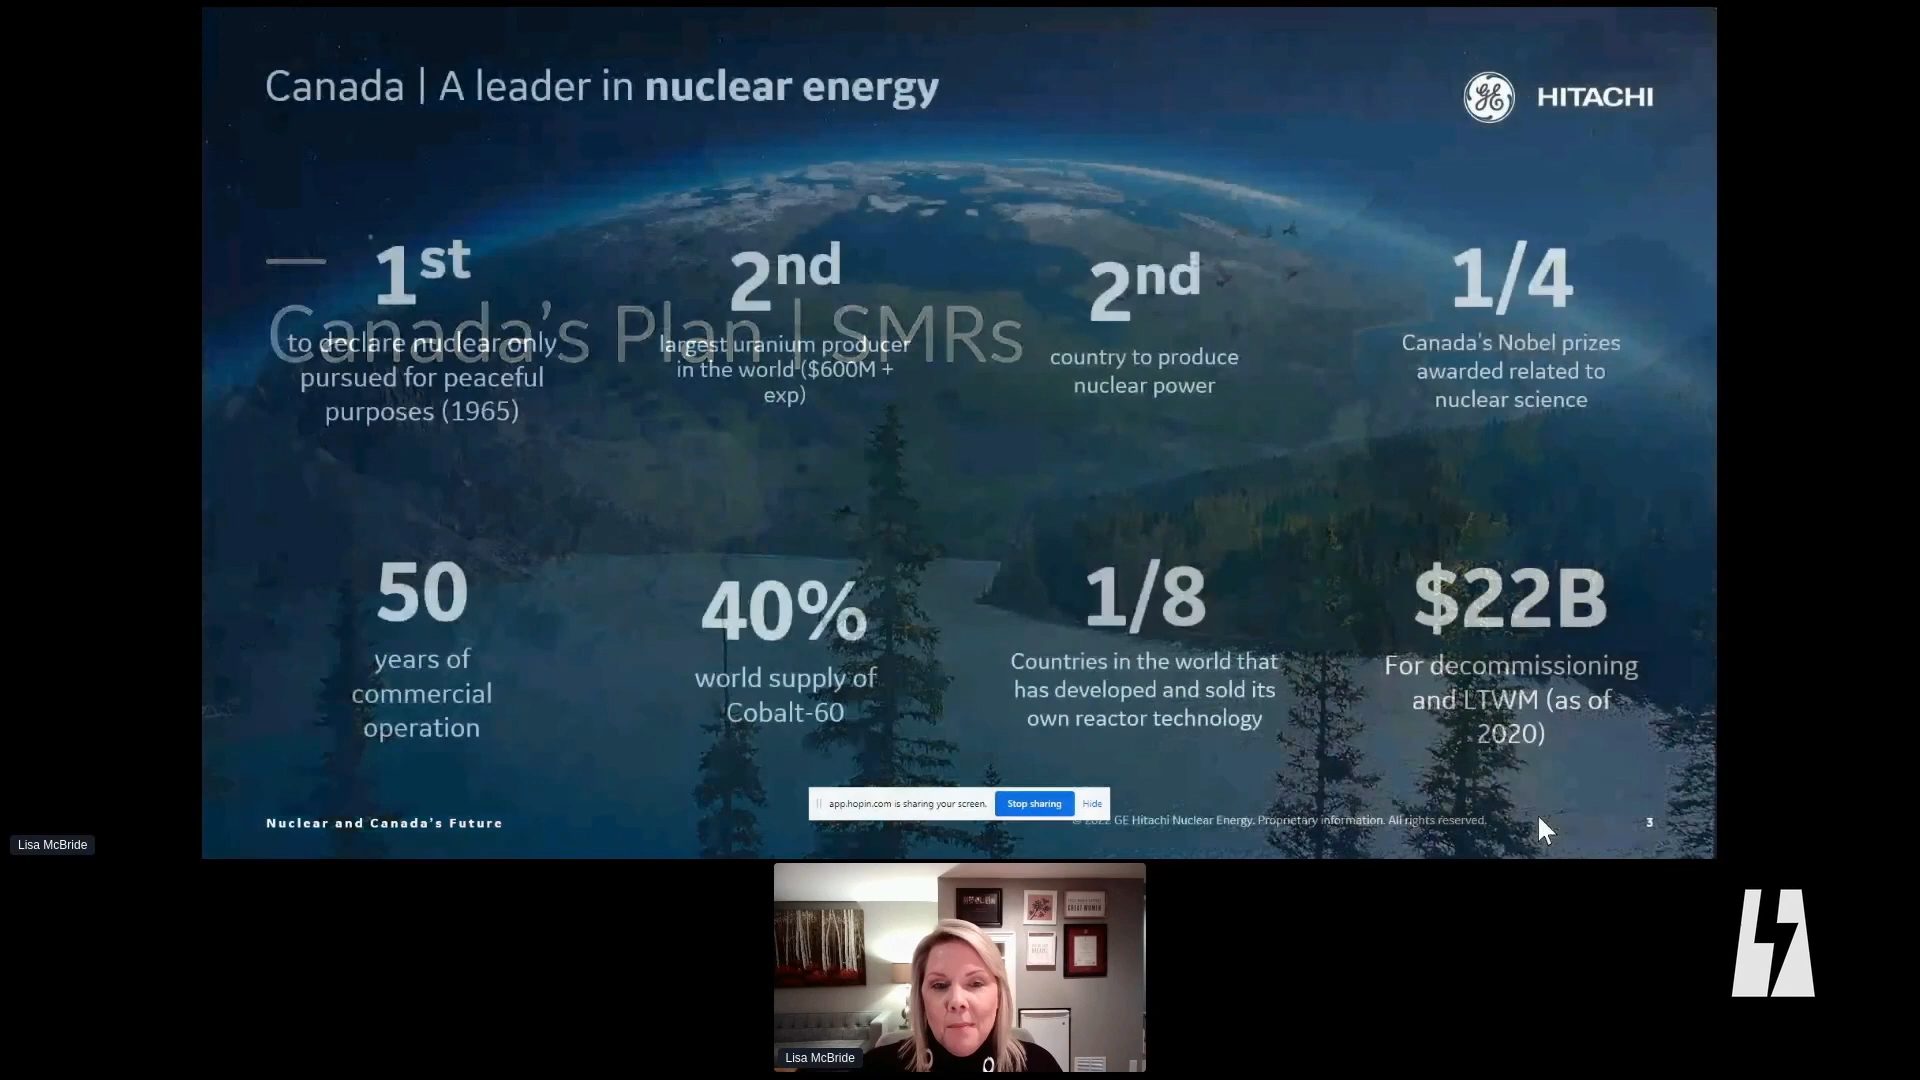 Canada | A leader in nuclear energy
HITACHI
1st
to declare nuclear only
pursued for peaceful
purposes (1965)
2nd
largest uranium producer
in the world ($600M +
exp)
2nd
country to produce
nuclear power
1/4
Canada's Nobel prizes
awarded related to
nuclear science
Canada's Plan | SMRs
50
years of
commercial
operation
40%
world supply of
Cobalt-60
1/8
Countries in the world that
has developed and sold its
own reactor technology
$22B
For decommissioning
and LTWM (as of
2020)
app.hopin.com is sharing your screen.
Stop sharing
Hide
Nuclear and Canada's Future
© 2022 GE Hitachi Nuclear Energy. Proprietary information. All rights reserved.
3
Lisa McBride
Lisa McBride